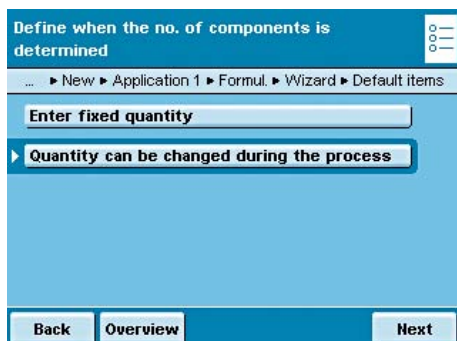 Define when the no. of components is
determined
... ▸ New ▸ Application 1 ▸ Formul. ▸ Wizard ▸ Default items
Enter fixed quantity
Quantity can be changed during the process
Back Overview Next